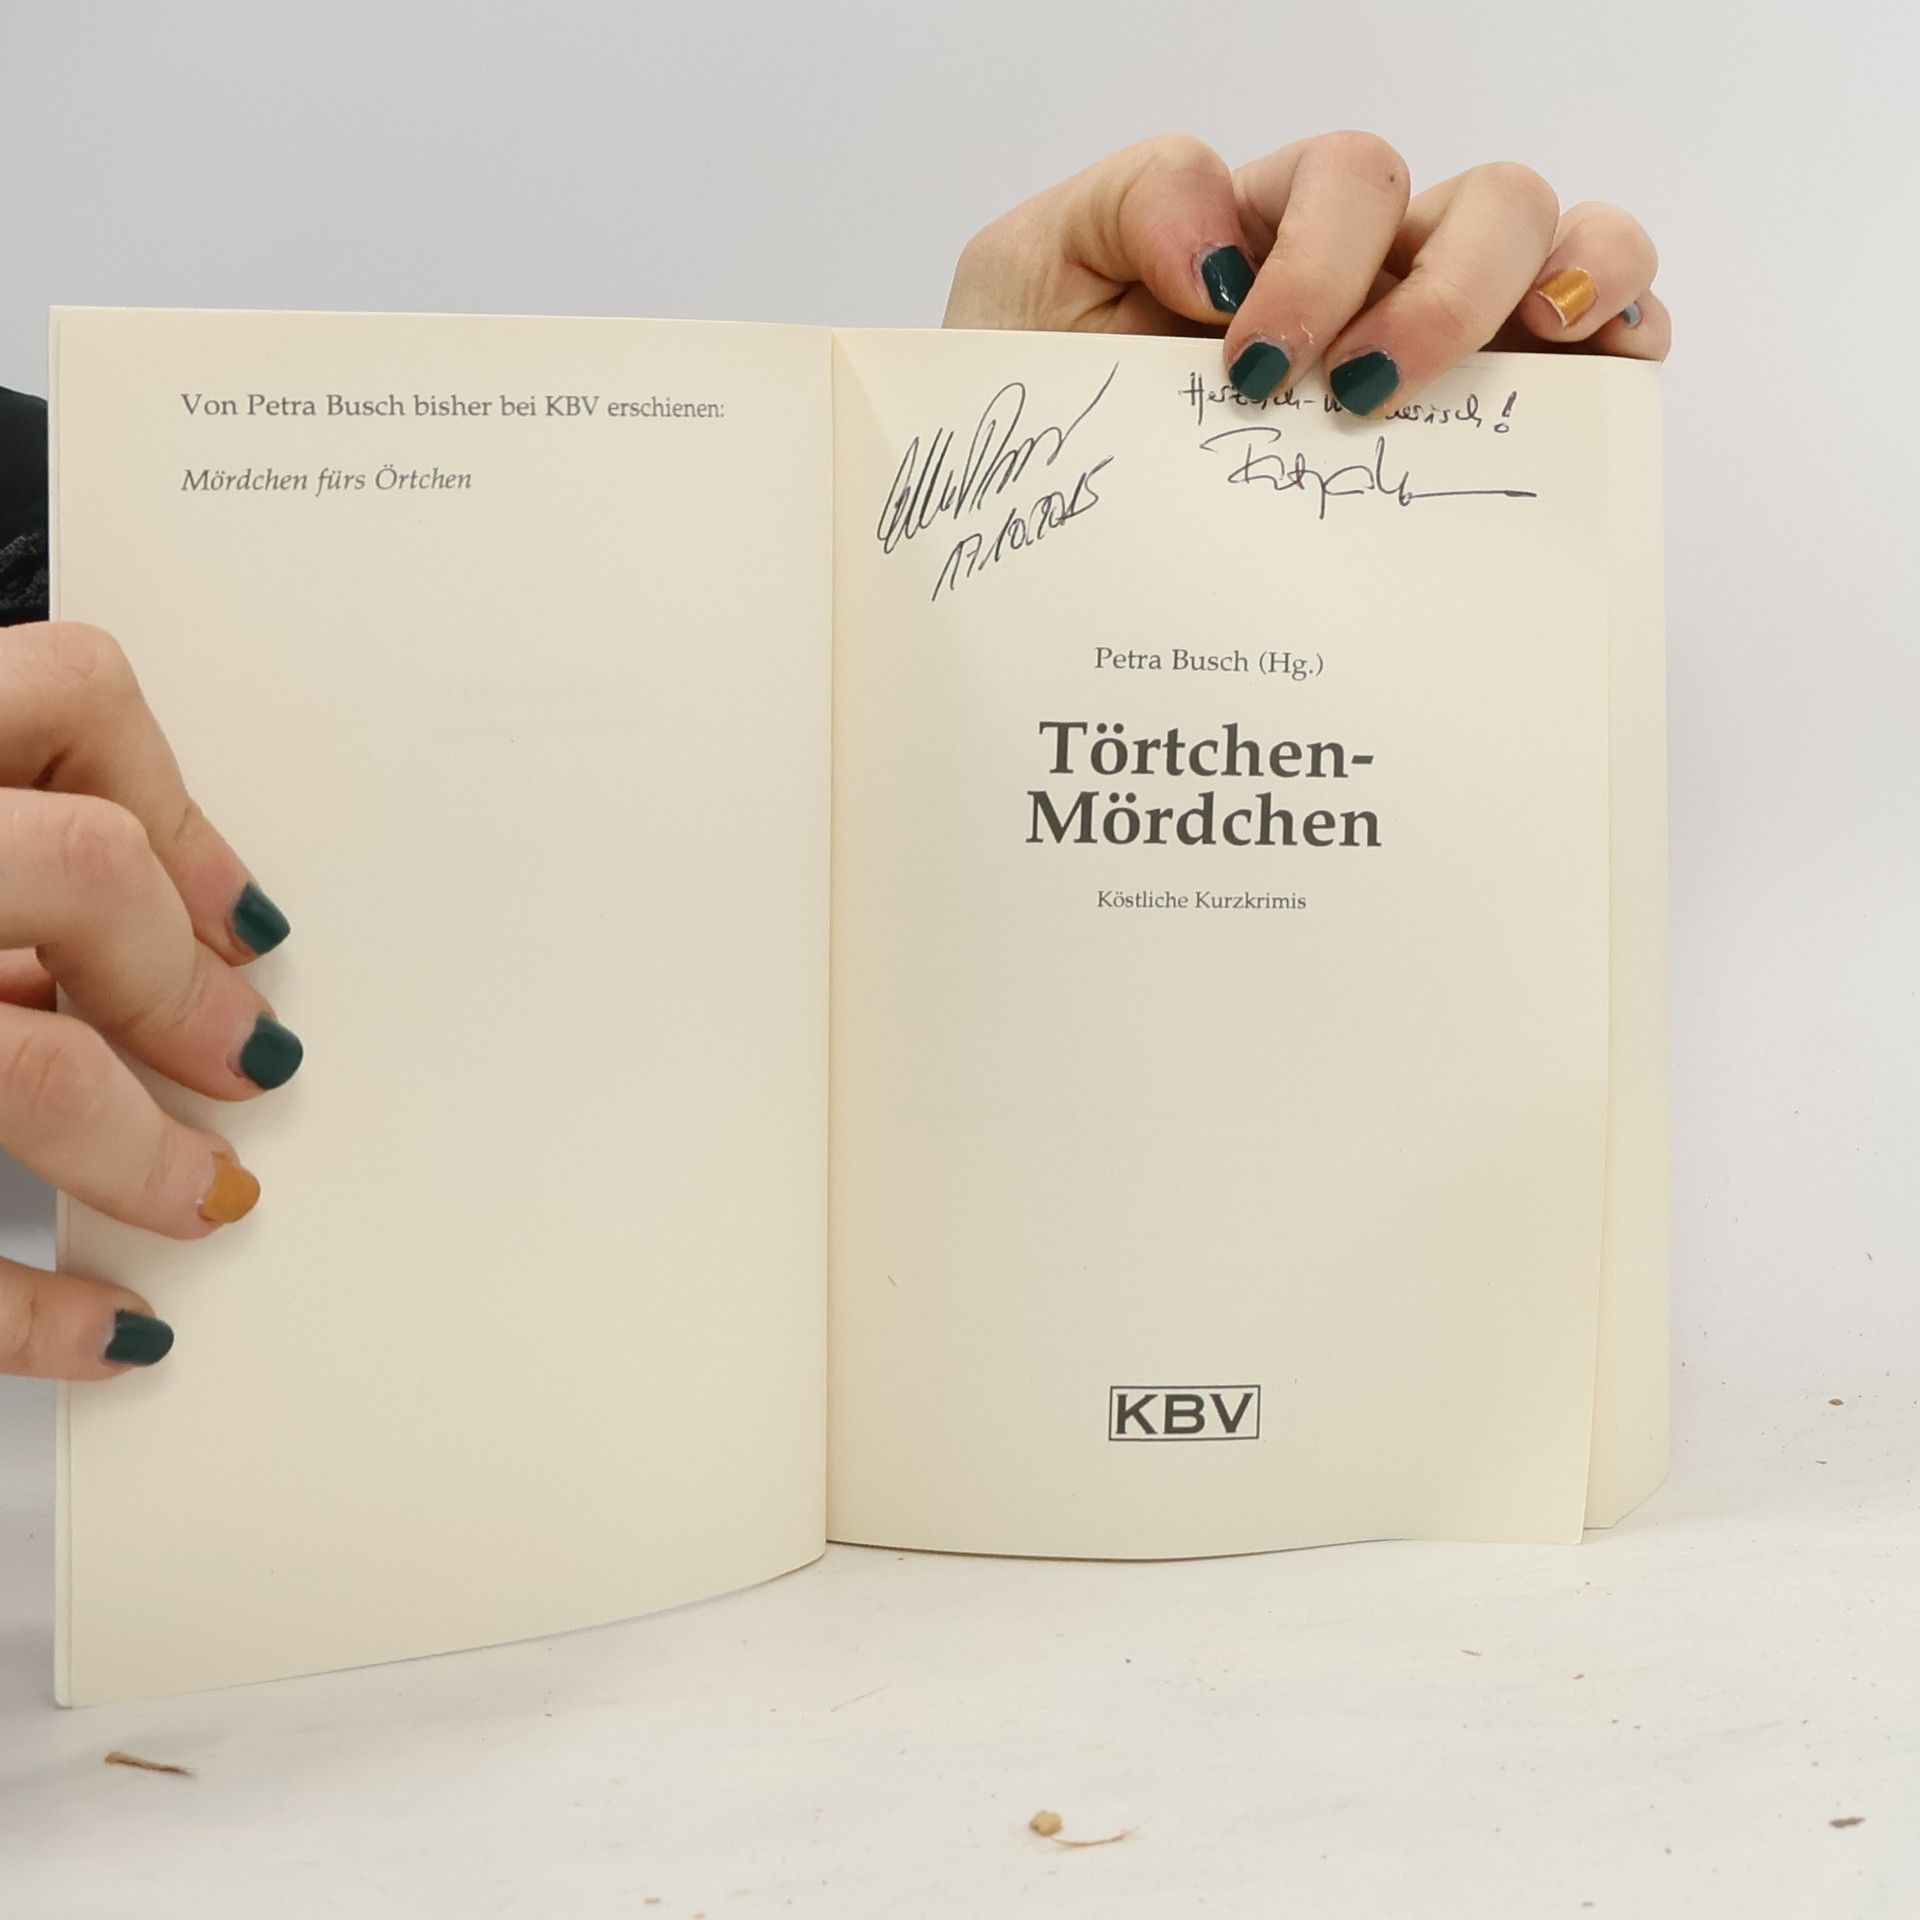 Von Petra Busch bisher bei KBV erschienen:
Mördchen fürs Örtchen
17.10.2015
Petra Busch (Hg.)
Törtchen-
Mördchen
Köstliche Kurzkrimis
KBV